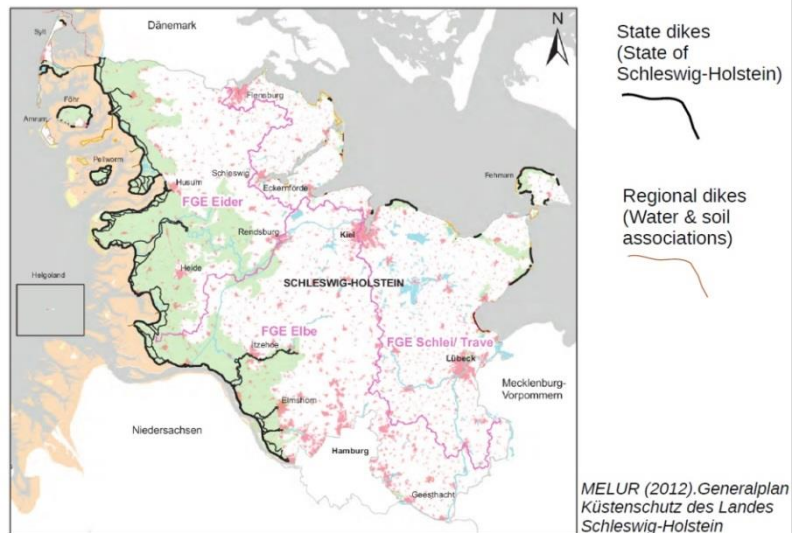 Dänemark
N
Sylt
Flensburg
Föhr
Amrum
Pellworm
Schleswig
Eckernförde
Fehmarn
Husum
FGE Eider
Rendsburg
Kiel
Heide
Helgoland
SCHLESWIG-HOLSTEIN
FGE Elbe
FGE Schlei/ Trave
Itzehoe
Lübeck
Mecklenburg-
Vorpommern
Elmshorn
Niedersachsen
Hamburg
Geesthacht
State dikes
(State of
Schleswig-Holstein)
Regional dikes
(Water & soil
associations)
MELUR (2012).Generalplan
Küstenschutz des Landes
Schleswig-Holstein